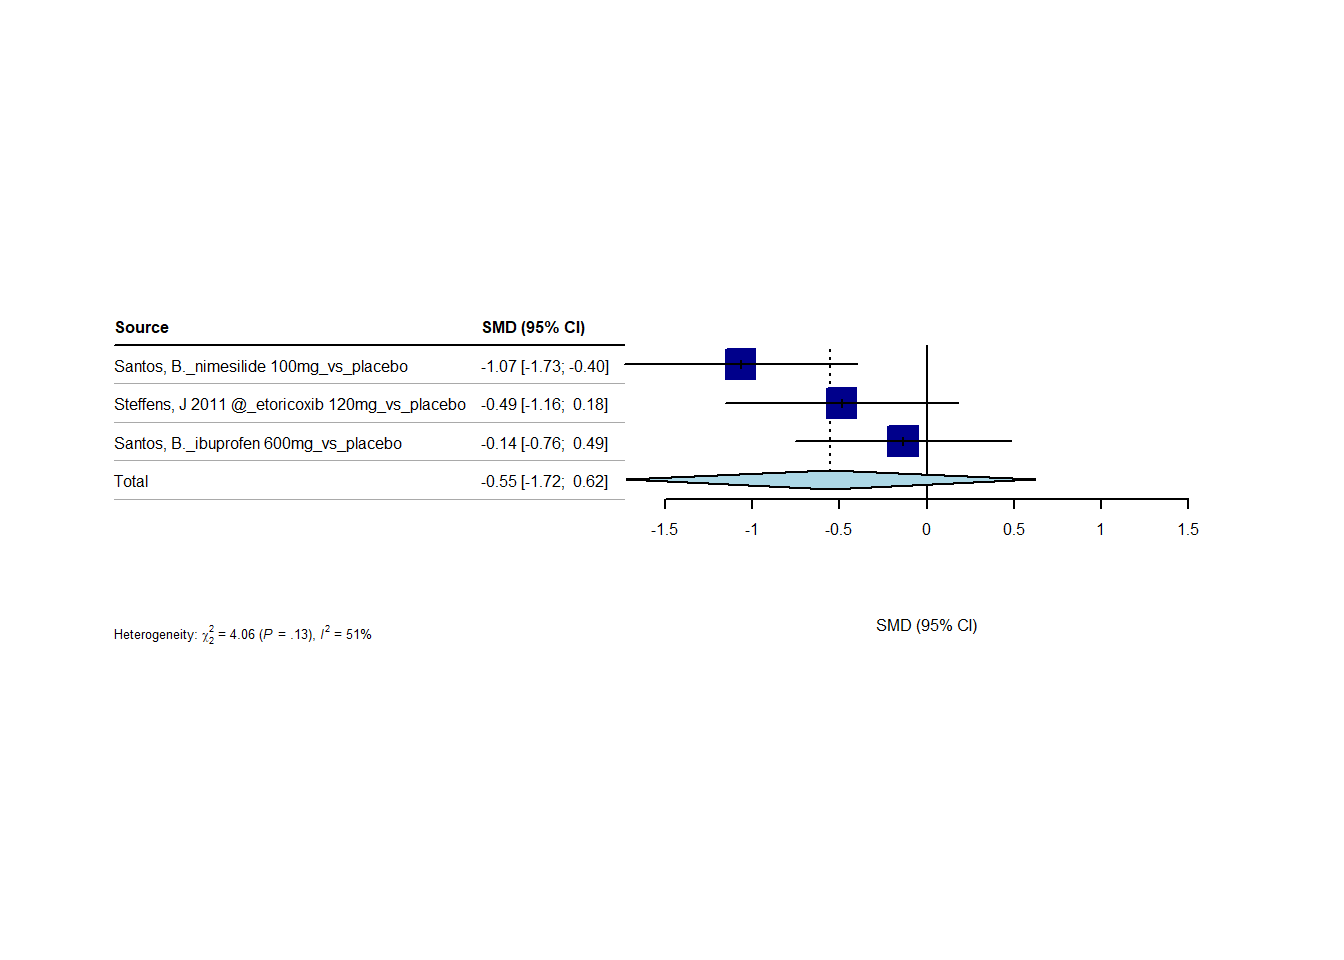 Source SMD (95% CI)
Santos, B._nimesilide 100mg_vs_placebo -1.07 [-1.73; -0.40]
Steffens, J 2011 @_etoricoxib 120mg_vs_placebo -0.49 [-1.16; 0.18]
Santos, B._ibuprofen 600mg_vs_placebo -0.14 [-0.76; 0.49]
Total -0.55 [-1.72; 0.62]
-1.5 -1 -0.5 0 0.5 1 1.5
SMD (95% CI)
Heterogeneity: χ²₂ = 4.06 (P = .13), I² = 51%